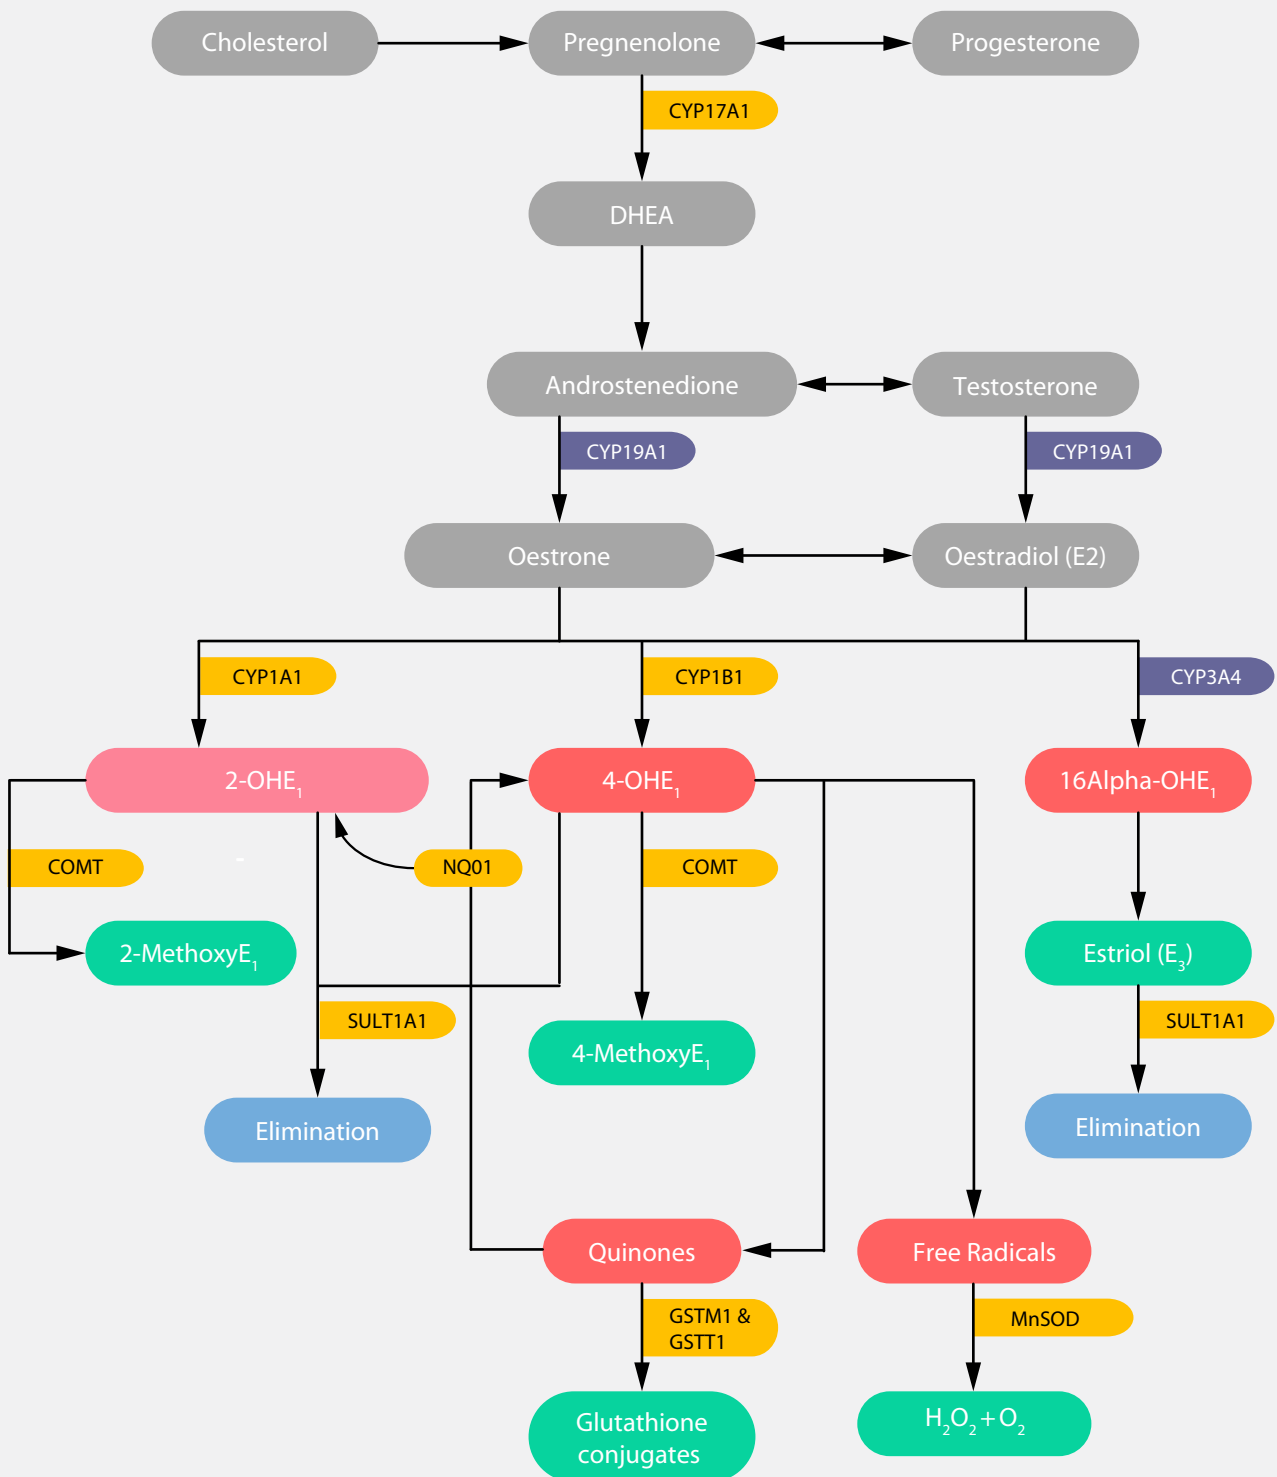 Cholesterol
Pregnenolone
Progesterone
CYP17A1
DHEA
Androstenedione
Testosterone
CYP19A1
CYP19A1
Oestrone
Oestradiol (E2)
CYP1A1
CYP1B1
CYP3A4
2-OHE₁
4-OHE₁
16Alpha-OHE₁
-
COMT
NQ01
COMT
2-MethoxyE₁
Estriol (E₃)
SULT1A1
SULT1A1
4-MethoxyE₁
Elimination
Elimination
Quinones
Free Radicals
GSTM1 &
GSTT1
MnSOD
Glutathione
conjugates
H₂O₂ + O₂